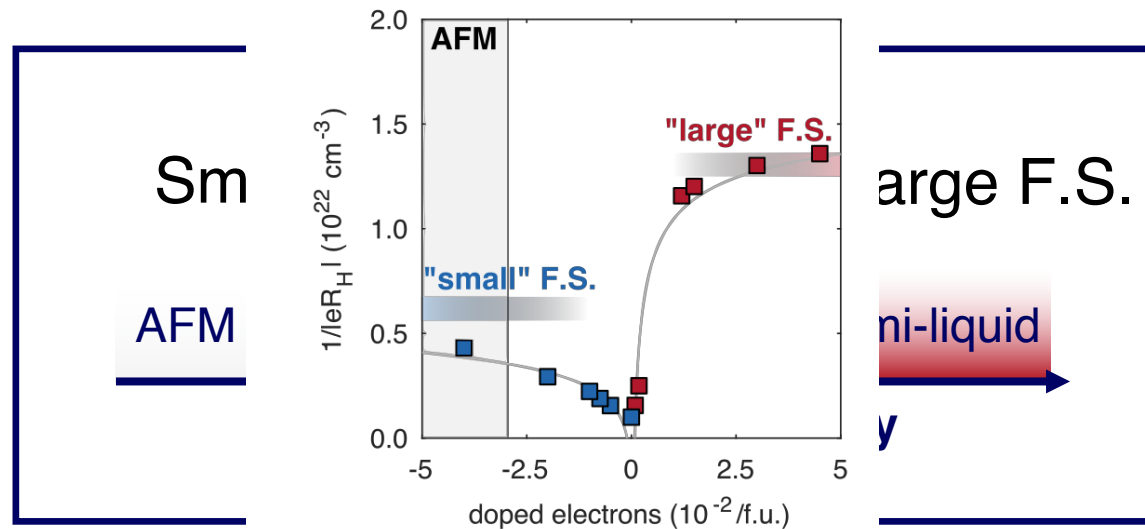 2.0
AFM
1.5
"large" F.S.
Sm
arge F.S.
1.0
1/|eR_H| (10^22 cm^-3)
"small" F.S.
AFM
0.5
mi-liquid
0.0
y
-5 -2.5 0 2.5 5
doped electrons (10^-2/f.u.)